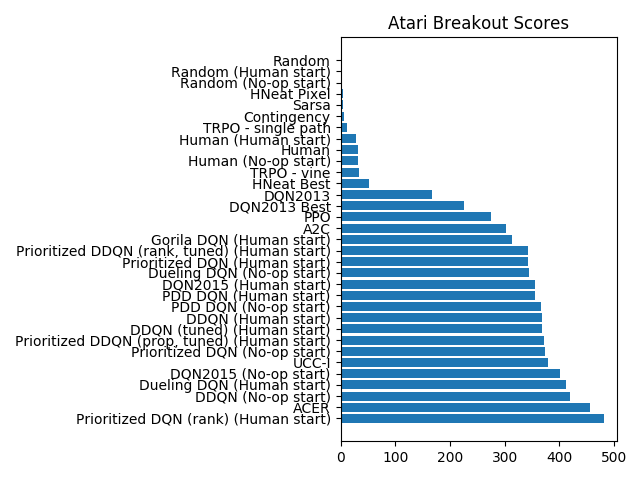 Atari Breakout Scores
Random
Random (Human start)
Random (No-op start)
HNeat Pixel
Sarsa
Contingency
TRPO - single path
Human (Human start)
Human
Human (No-op start)
TRPO - vine
HNeat Best
DQN2013
DQN2013 Best
PPO
A2C
Gorila DQN (Human start)
Prioritized DDQN (rank, tuned) (Human start)
Prioritized DQN (Human start)
Dueling DQN (No-op start)
DQN2015 (Human start)
PDD DQN (Human start)
PDD DQN (No-op start)
DDQN (Human start)
DDQN (tuned) (Human start)
Prioritized DDQN (prop, tuned) (Human start)
Prioritized DQN (No-op start)
UCC-I
DQN2015 (No-op start)
Dueling DQN (Human start)
DDQN (No-op start)
ACER
Prioritized DQN (rank) (Human start)
0 100 200 300 400 500